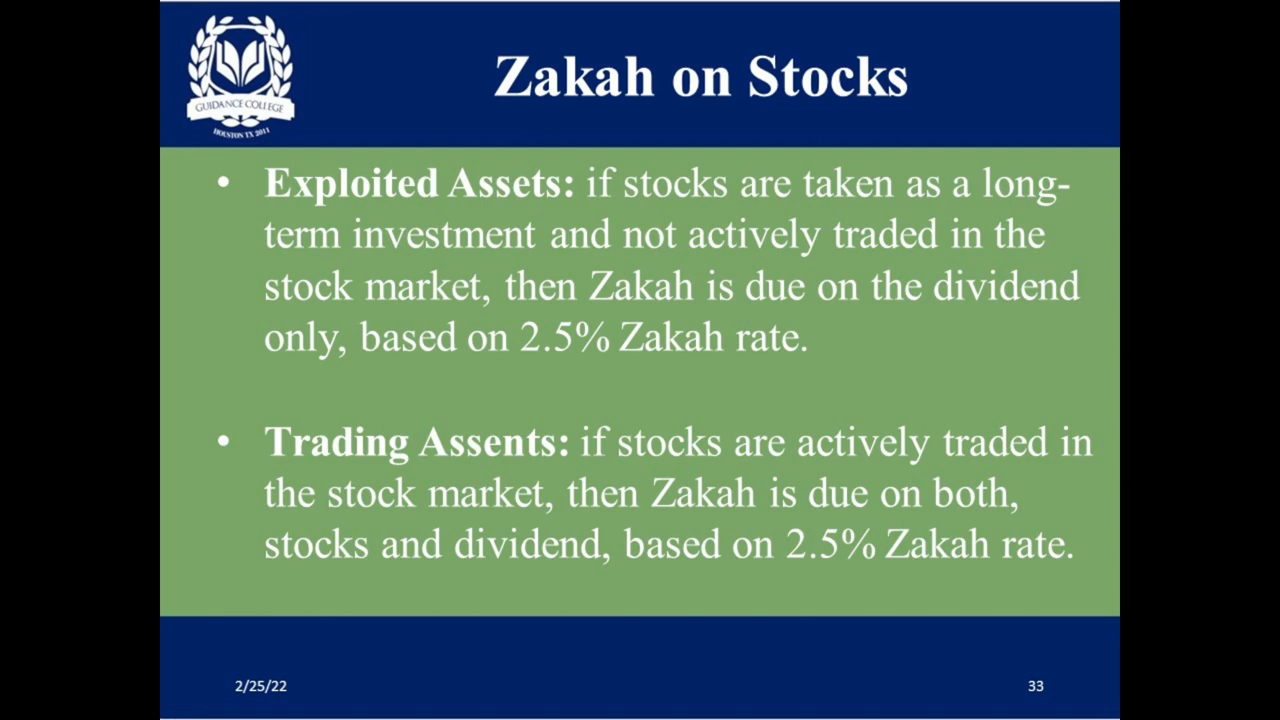 GUIDANCE COLLEGE
HOUSTON TX 2011
Zakah on Stocks
• Exploited Assets: if stocks are taken as a long-
term investment and not actively traded in the
stock market, then Zakah is due on the dividend
only, based on 2.5% Zakah rate.
• Trading Assents: if stocks are actively traded in
the stock market, then Zakah is due on both,
stocks and dividend, based on 2.5% Zakah rate.
2/25/22
33